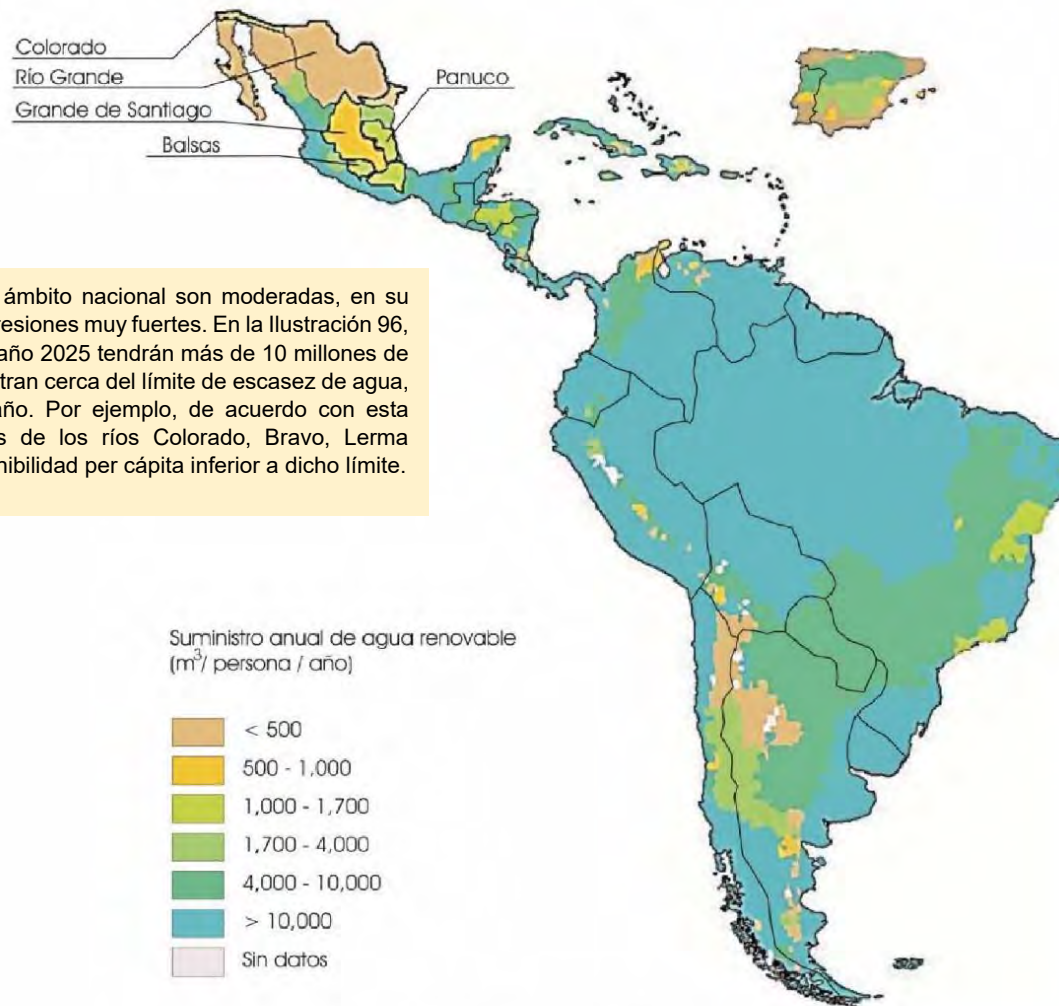 Colorado
Río Grande
Grande de Santiago
Balsas
Panuco
ámbito nacional son moderadas, en su
resiones muy fuertes. En la Ilustración 96,
año 2025 tendrán más de 10 millones de
tran cerca del límite de escasez de agua,
año. Por ejemplo, de acuerdo con esta
s de los ríos Colorado, Bravo, Lerma
nibilidad per cápita inferior a dicho límite.
Suministro anual de agua renovable
(m³/ persona / año)
< 500
500 - 1,000
1,000 - 1,700
1,700 - 4,000
4,000 - 10,000
> 10,000
Sin datos